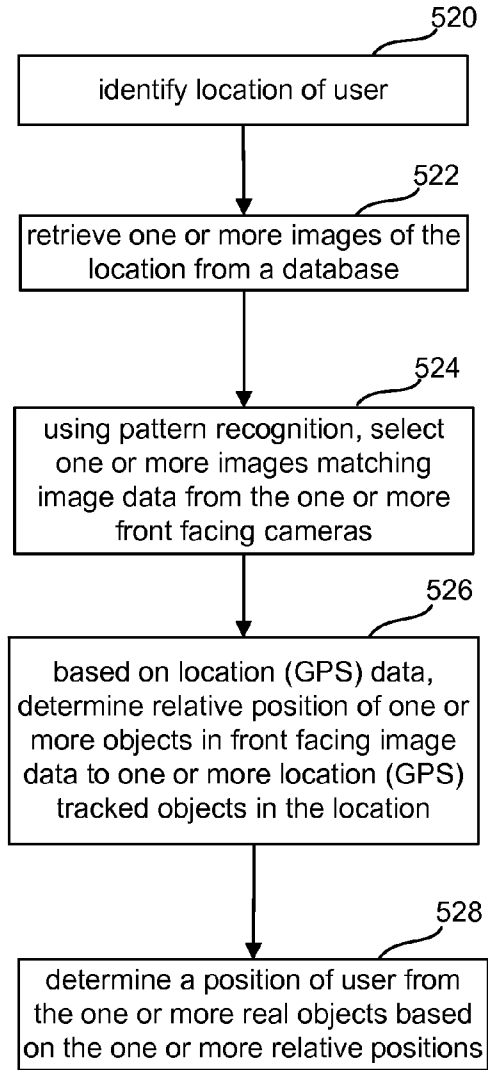 520
identify location of user
522
retrieve one or more images of the
location from a database
524
using pattern recognition, select
one or more images matching
image data from the one or more
front facing cameras
526
based on location (GPS) data,
determine relative position of one or
more objects in front facing image
data to one or more location (GPS)
tracked objects in the location
528
determine a position of user from
the one or more real objects based
on the one or more relative positions